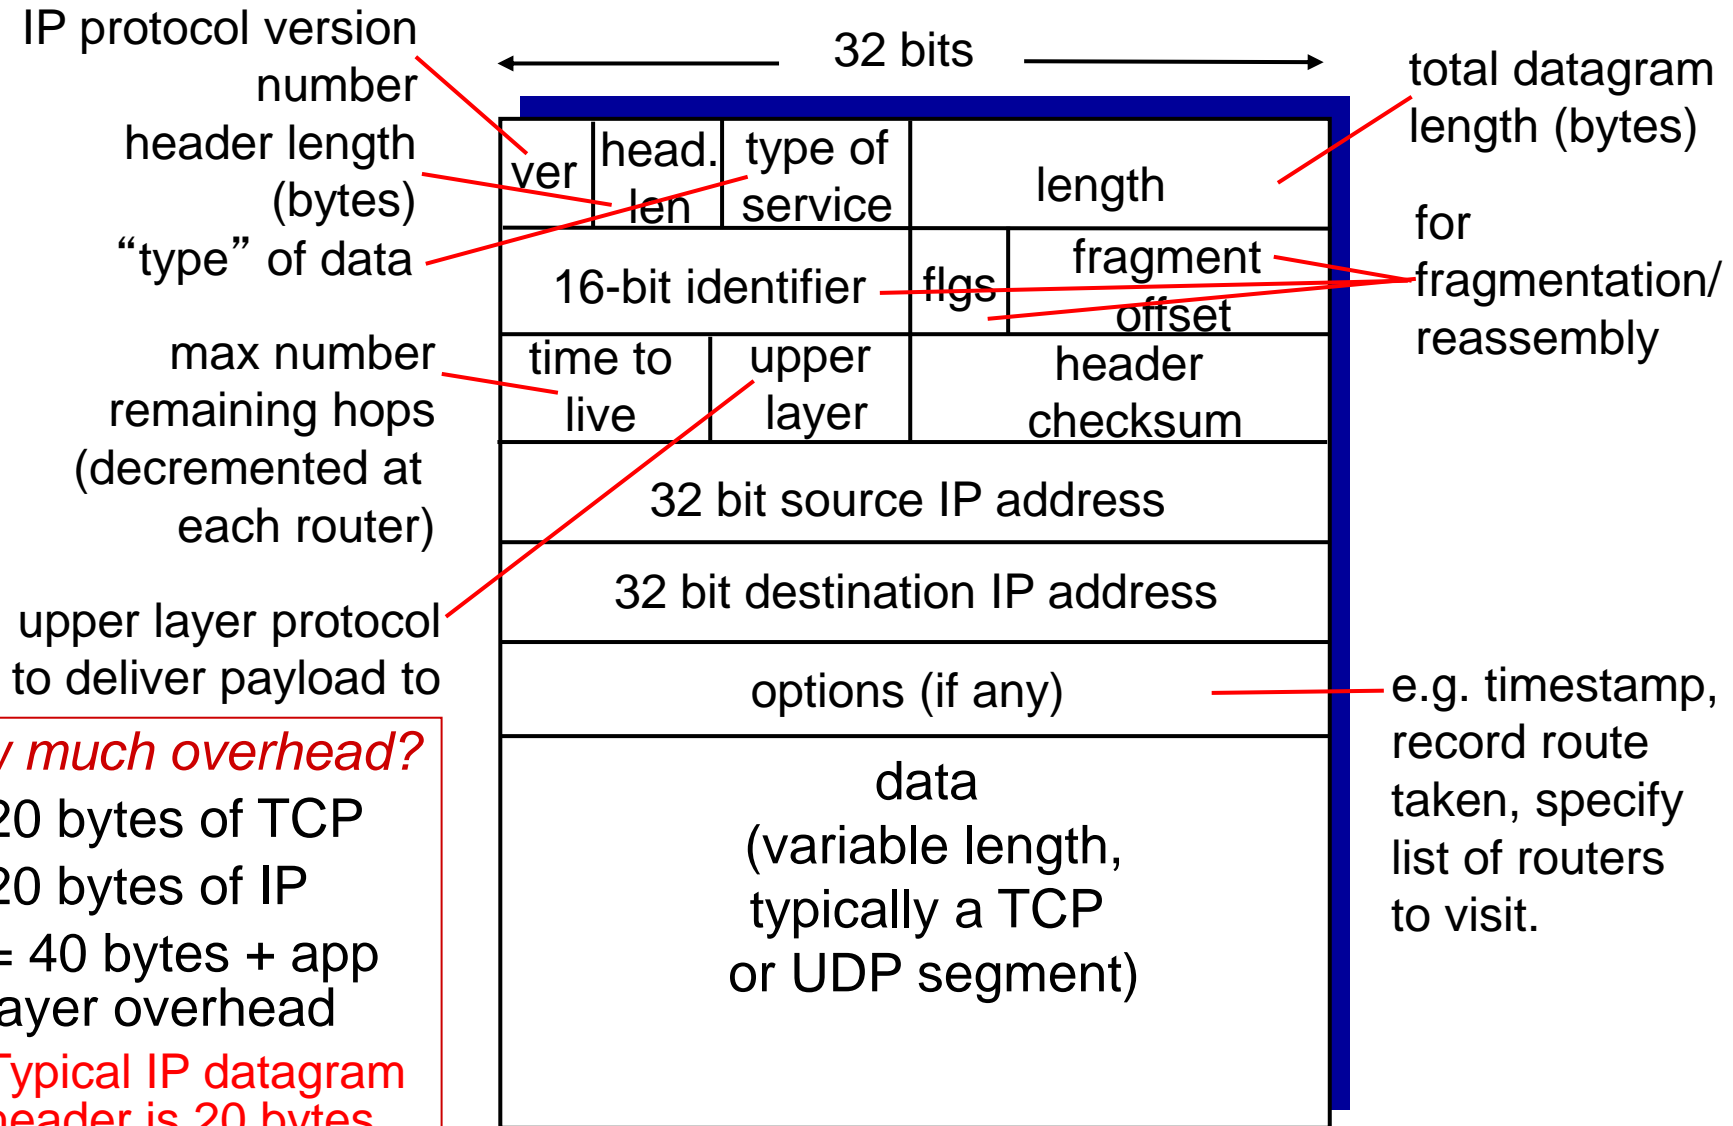 IP protocol version
number
header length
(bytes)
“type” of data
max number
remaining hops
(decremented at
each router)
upper layer protocol
to deliver payload to
much overhead?
20 bytes of TCP
20 bytes of IP
= 40 bytes + app
layer overhead
Typical IP datagram
header is 20 bytes
32 bits
ver
head.
len
type of
service
length
16-bit identifier
flgs
fragment
offset
time to
live
upper
layer
header
checksum
32 bit source IP address
32 bit destination IP address
options (if any)
data
(variable length,
typically a TCP
or UDP segment)
total datagram
length (bytes)
for
fragmentation/
reassembly
e.g. timestamp,
record route
taken, specify
list of routers
to visit.